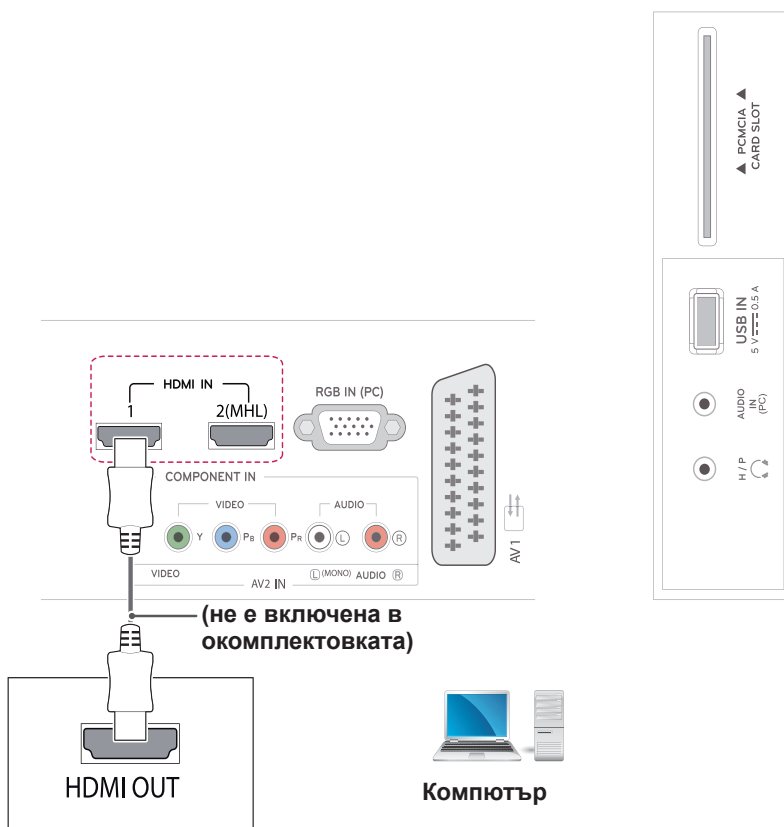 ▲ PCMCIA ▲
CARD SLOT
USB IN
5 V 0.5 A
AUDIO
IN
(PC)
H / P
HDMI IN
1
2(MHL)
RGB IN (PC)
COMPONENT IN
VIDEO
AUDIO
Y
PB
PR
L
R
VIDEO
L (MONO) AUDIO R
AV2 IN
AV1
(не е включена в
окомплектовката)
HDMI OUT
Компютър